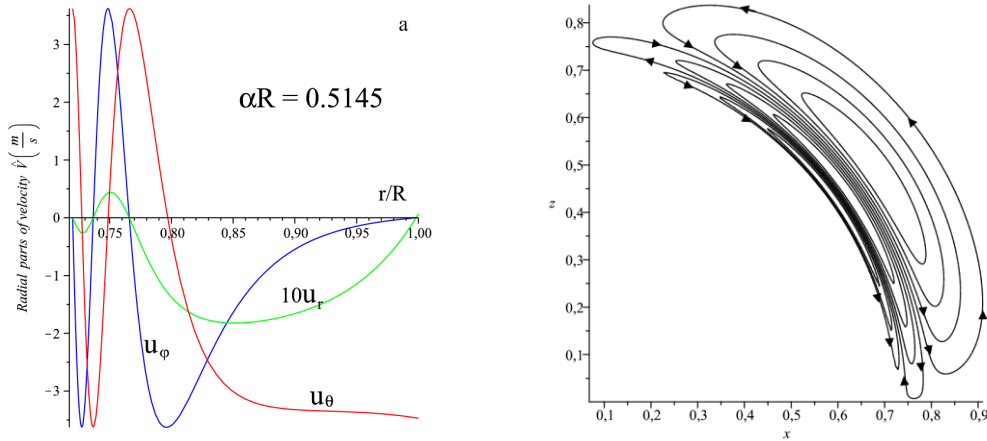 a
αR = 0.5145
Radial parts of velocity V̂ (m/s)
r/R
3
2
1
0
-1
-2
-3
0,75 0,80 0,85 0,90 0,95 1,00
10u_r
u_φ
u_θ
0,8
0,7
0,6
0,5
0,4
0,3
0,2
0,1
z
0,1 0,2 0,3 0,4 0,5 0,6 0,7 0,8 0,9
x